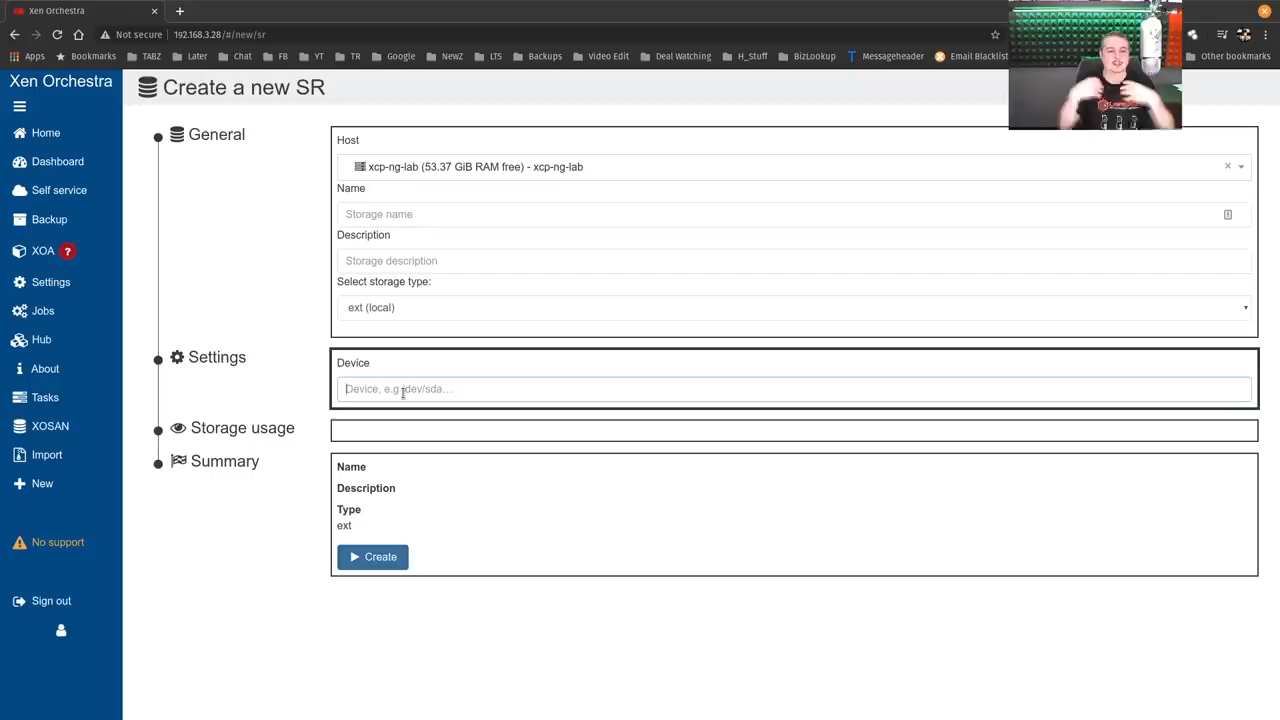 Xen Orchestra
Not secure
192.168.3.28/#/new/sr
Apps
Bookmarks
TABZ
Later
Chat
FB
YT
TR
Google
NewZ
LTS
Backups
Video Edit
Deal Watching
H_Stuff
BizLookup
Messageheader
Email Blacklist
Other bookmarks
Xen Orchestra
Home
Dashboard
Self service
Backup
XOA ?
Settings
Jobs
Hub
About
Tasks
XOSAN
Import
New
No support
Sign out
Create a new SR
General
Host
xcp-ng-lab (53.37 GiB RAM free) - xcp-ng-lab
Name
Storage name
Description
Storage description
Select storage type:
ext (local)
Settings
Device
Device, e.g /dev/sda…
Storage usage
Summary
Name
Description
Type
ext
Create